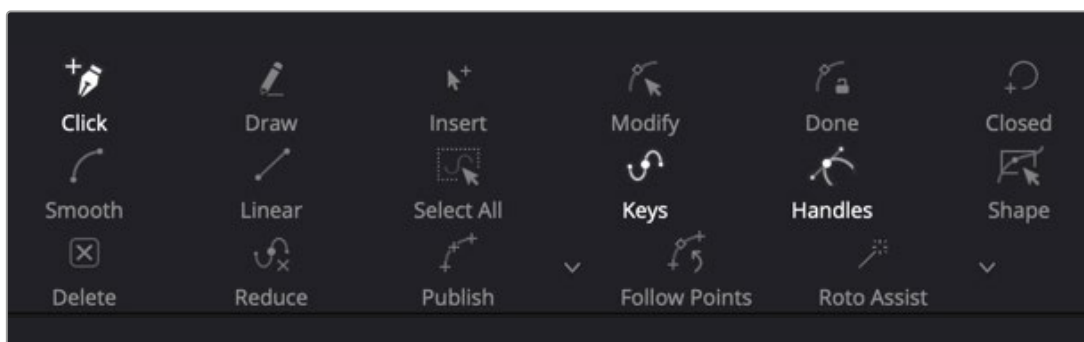 Click Draw Insert Modify Done Closed
Smooth Linear Select All Keys Handles Shape
Delete Reduce Publish Follow Points Roto Assist